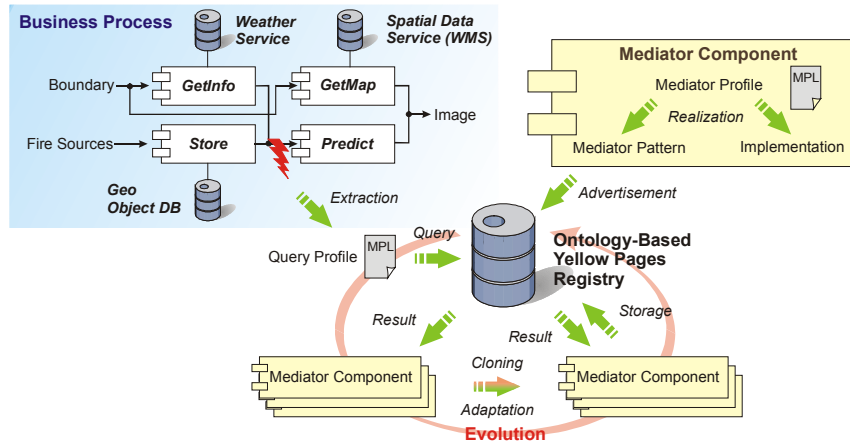 Business Process
Weather
Service
Spatial Data
Service (WMS)
Boundary
GetInfo
GetMap
Image
Fire Sources
Store
Predict
Geo
Object DB
Mediator Component
Mediator Profile
MPL
Realization
Mediator Pattern
Implementation
Extraction
Advertisement
Query Profile
MPL
Query
Ontology-Based
Yellow Pages
Registry
Result
Result
Storage
Mediator Component
Cloning
Adaptation
Mediator Component
Evolution